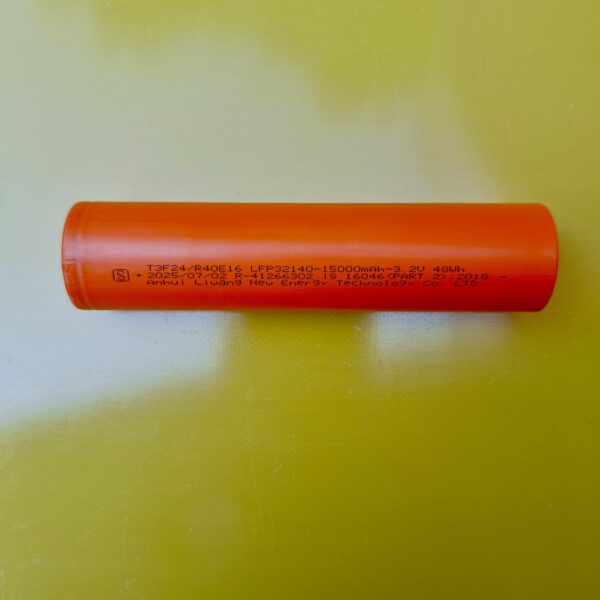 T3F24/R40E16 LFP32140-15000mAh-3.2V 48Wh
+ 2025/07/02 R-41266302 IS 16046(PART 2):2018 -
Anhui Liwang New Energy Technology Co. LTD